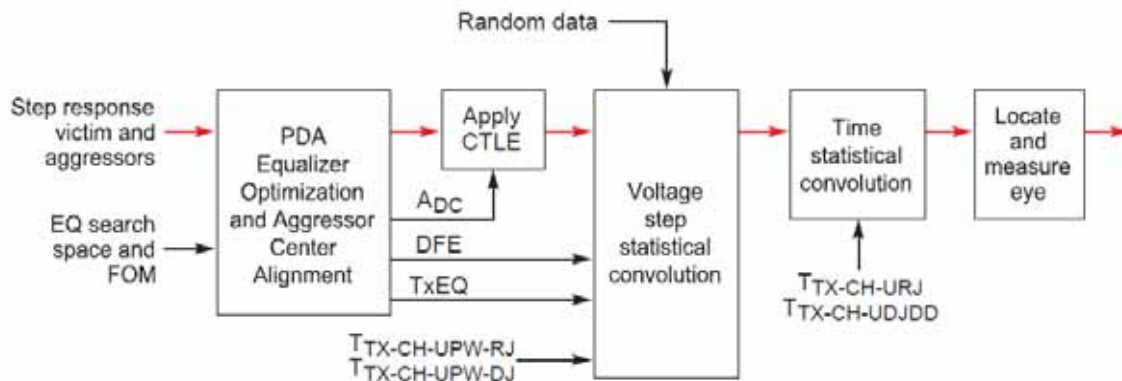 Random data
Step response
victim and
aggressors
EQ search
space and
FOM
PDA
Equalizer
Optimization
and Aggressor
Center
Alignment
Apply
CTLE
ADC
DFE
TxEQ
TTX-CH-UPW-RJ
TTX-CH-UPW-DJ
Voltage
step
statistical
convolution
Time
statistical
convolution
TTX-CH-URJ
TTX-CH-UDJDD
Locate
and
measure
eye